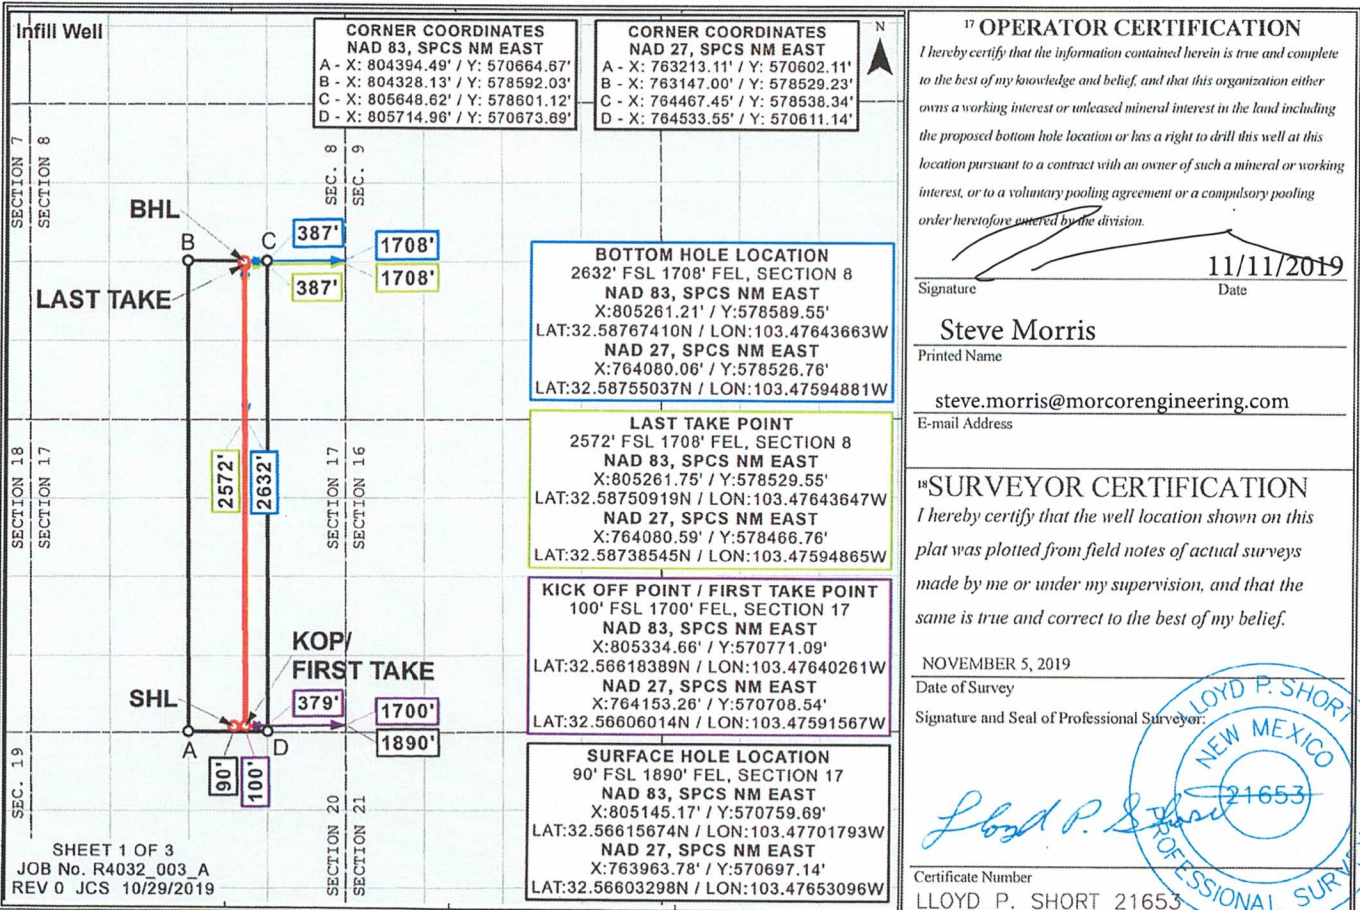 Infill Well
CORNER COORDINATES
NAD 83, SPCS NM EAST
A - X: 804394.49' / Y: 570664.67'
B - X: 804328.13' / Y: 578592.03'
C - X: 805648.62' / Y: 578601.12'
D - X: 805714.96' / Y: 570673.69'
CORNER COORDINATES
NAD 27, SPCS NM EAST
A - X: 763213.11' / Y: 570602.11'
B - X: 763147.00' / Y: 578529.23'
C - X: 764467.45' / Y: 578538.34'
D - X: 764533.55' / Y: 570611.14'
N
SECTION 7
SECTION 8
SEC. 8
SEC. 9
BHL
B
C
387'
1708'
LAST TAKE
387'
1708'
SECTION 18
SECTION 17
2572'
2632'
SECTION 17
SECTION 16
KOP/
FIRST TAKE
SHL
379'
1700'
A
D
1890'
90'
100'
SEC. 19
SECTION 20
SECTION 21
SHEET 1 OF 3
JOB No. R4032_003_A
REV 0 JCS 10/29/2019
BOTTOM HOLE LOCATION
2632' FSL 1708' FEL, SECTION 8
NAD 83, SPCS NM EAST
X:805261.21' / Y:578589.55'
LAT:32.58767410N / LON:103.47643663W
NAD 27, SPCS NM EAST
X:764080.06' / Y:578526.76'
LAT:32.58755037N / LON:103.47594881W
LAST TAKE POINT
2572' FSL 1708' FEL, SECTION 8
NAD 83, SPCS NM EAST
X:805261.75' / Y:578529.55'
LAT:32.58750919N / LON:103.47643647W
NAD 27, SPCS NM EAST
X:764080.59' / Y:578466.76'
LAT:32.58738545N / LON:103.47594865W
KICK OFF POINT / FIRST TAKE POINT
100' FSL 1700' FEL, SECTION 17
NAD 83, SPCS NM EAST
X:805334.66' / Y:570771.09'
LAT:32.56618389N / LON:103.47640261W
NAD 27, SPCS NM EAST
X:764153.26' / Y:570708.54'
LAT:32.56606014N / LON:103.47591567W
SURFACE HOLE LOCATION
90' FSL 1890' FEL, SECTION 17
NAD 83, SPCS NM EAST
X:805145.17' / Y:570759.69'
LAT:32.56615674N / LON:103.47701793W
NAD 27, SPCS NM EAST
X:763963.78' / Y:570697.14'
LAT:32.56603298N / LON:103.47653096W
17 OPERATOR CERTIFICATION
I hereby certify that the information contained herein is true and complete
to the best of my knowledge and belief, and that this organization either
owns a working interest or unleased mineral interest in the land including
the proposed bottom hole location or has a right to drill this well at this
location pursuant to a contract with an owner of such a mineral or working
interest, or to a voluntary pooling agreement or a compulsory pooling
order heretofore entered by the division.
11/11/2019
Signature Date
Steve Morris
Printed Name
steve.morris@morcorengineering.com
E-mail Address
18 SURVEYOR CERTIFICATION
I hereby certify that the well location shown on this
plat was plotted from field notes of actual surveys
made by me or under my supervision, and that the
same is true and correct to the best of my belief.
NOVEMBER 5, 2019
Date of Survey
Signature and Seal of Professional Surveyor:
LLOYD P. SHORT
NEW MEXICO
21653
Lloyd P. Short
PROFESSIONAL SURVE
Certificate Number
LLOYD P. SHORT 21653